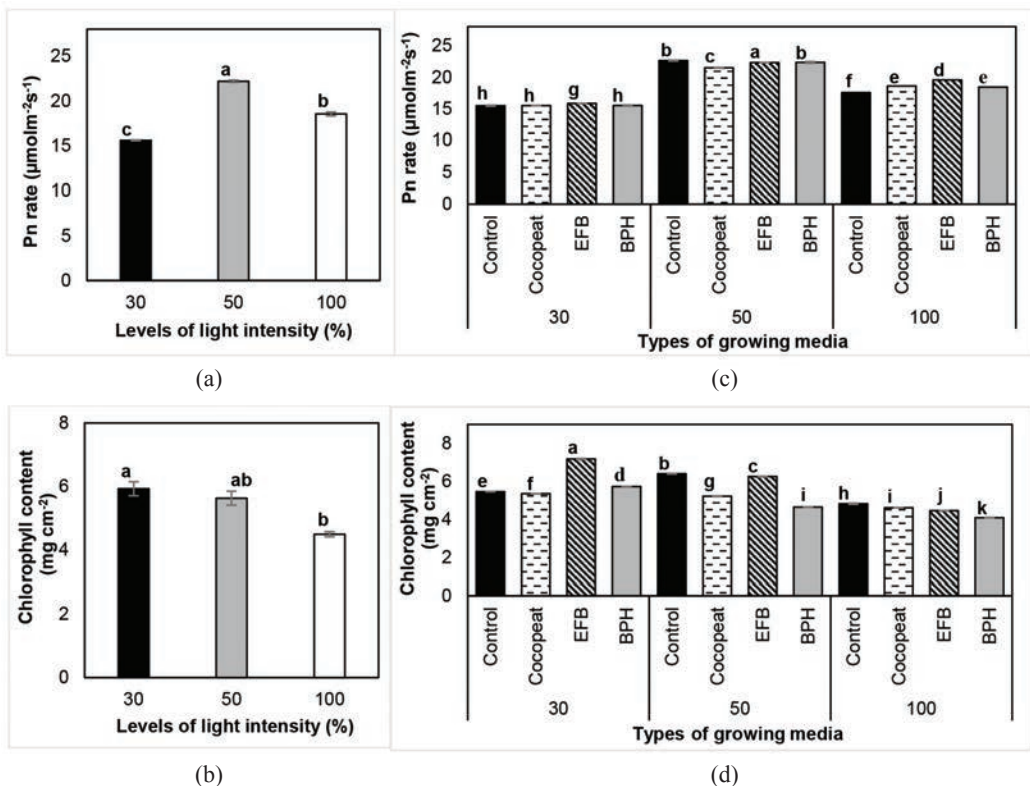 25
20
15
10
5
0
Pn rate (µmolm⁻²s⁻¹)
c
a
b
30 50 100
Levels of light intensity (%)
(a)
25
20
15
10
5
0
Pn rate (µmolm⁻²s⁻¹)
h h g h b c a b f e d e
Control Cocopeat EFB BPH Control Cocopeat EFB BPH Control Cocopeat EFB BPH
30 50 100
Types of growing media
(c)
8
6
4
2
0
Chlorophyll content
(mg cm⁻²)
a ab b
30 50 100
Levels of light intensity (%)
(b)
8
6
4
2
0
Chlorophyll content
(mg cm⁻²)
e f a d b g c i h i j k
Control Cocopeat EFB BPH Control Cocopeat EFB BPH Control Cocopeat EFB BPH
30 50 100
Types of growing media
(d)